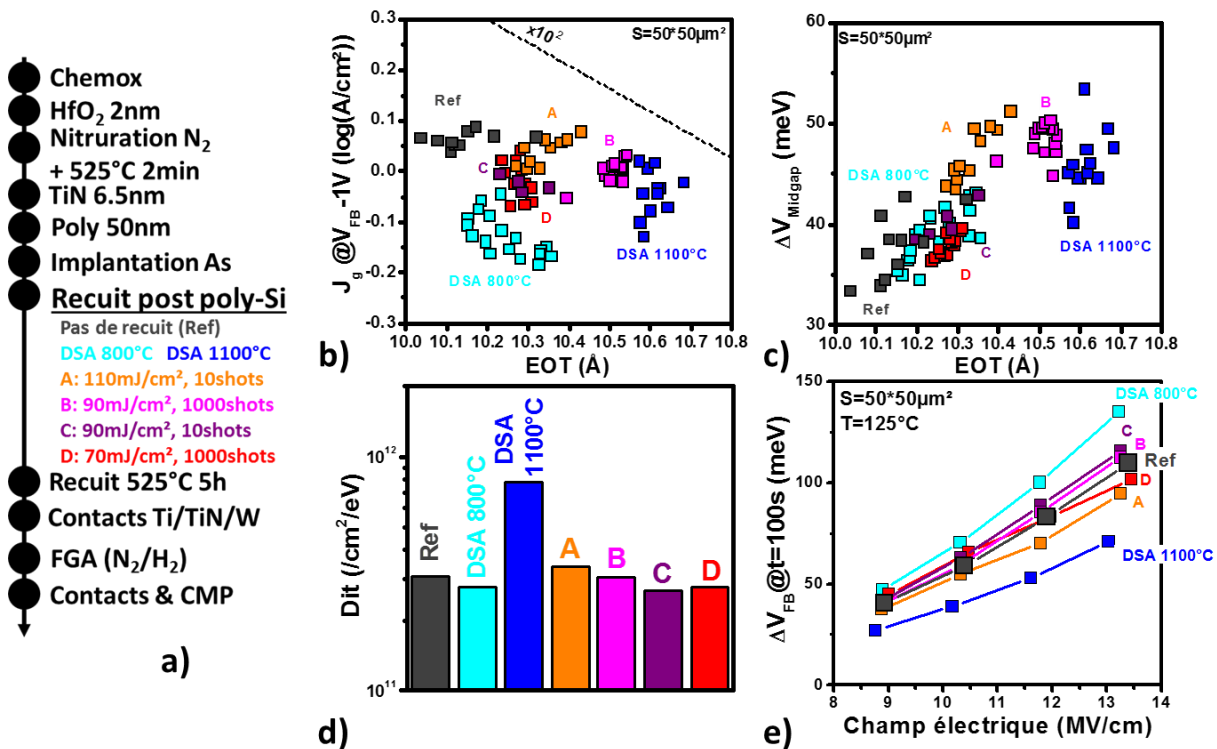 Chemox
HfO₂ 2nm
Nitruration N₂
+ 525°C 2min
TiN 6.5nm
Poly 50nm
Implantation As
Recuit post poly-Si
Pas de recuit (Ref)
DSA 800°C DSA 1100°C
A: 110mJ/cm², 10shots
B: 90mJ/cm², 1000shots
C: 90mJ/cm², 10shots
D: 70mJ/cm², 1000shots
Recuit 525°C 5h
Contacts Ti/TiN/W
FGA (N₂/H₂)
Contacts & CMP
a)
0.3
0.2
0.1
0.0
-0.1
-0.2
-0.3
J_g @V_FB -1V (log(A/cm²))
x10²
S=50*50µm²
Ref
A
B
C
D
DSA 800°C
DSA 1100°C
10.0 10.1 10.2 10.3 10.4 10.5 10.6 10.7 10.8
EOT (Å)
b)
60
50
40
30
ΔV_Midgap
(meV)
S=50*50µm²
A
B
DSA 800°C
DSA 1100°C
C
D
Ref
10.0 10.1 10.2 10.3 10.4 10.5 10.6 10.7 10.8
EOT (Å)
c)
10¹²
10¹¹
Dit (/cm²/eV)
Ref
DSA 800°C
DSA
1100°C
A
B
C
D
d)
150
100
50
0
ΔV_FB@t=100s (meV)
S=50*50µm²
T=125°C
DSA 800°C
C
B
Ref
D
A
DSA 1100°C
8 9 10 11 12 13 14
Champ électrique (MV/cm)
e)